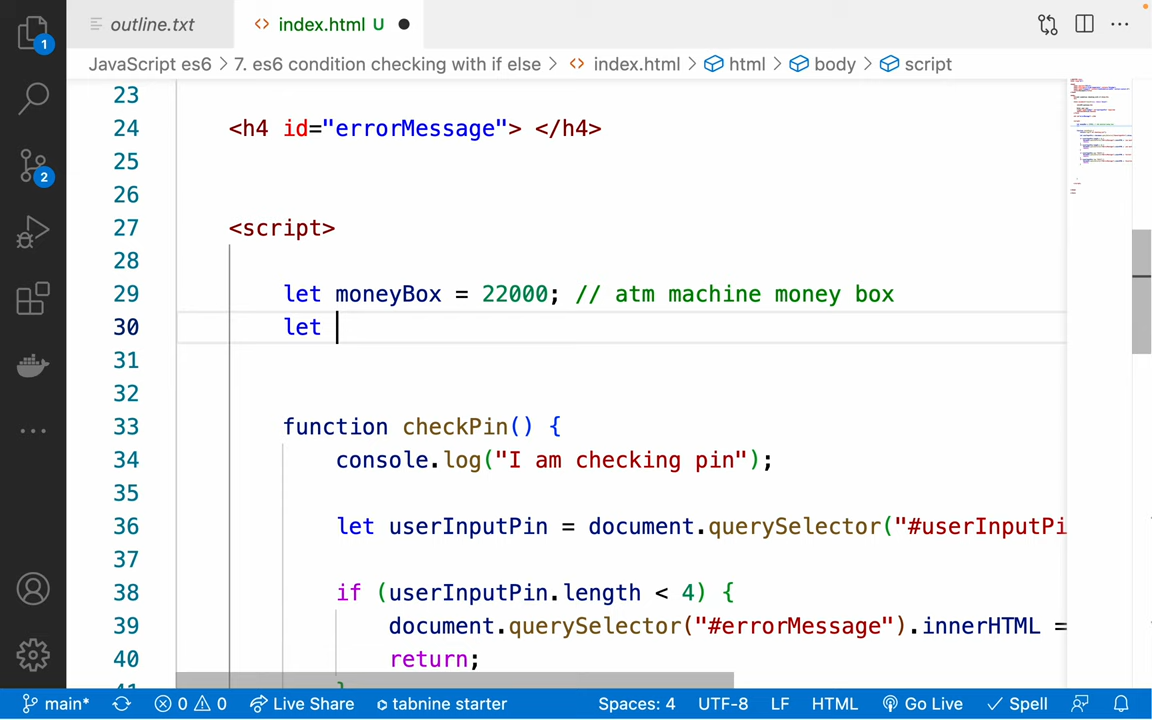 outline.txt
<> index.html U ●
JavaScript es6 > 7. es6 condition checking with if else > <> index.html > html > body > script
1
2
23
24 <h4 id="errorMessage"> </h4>
25
26
27 <script>
28
29 let moneyBox = 22000; // atm machine money box
30 let
31
32
33 function checkPin() {
34 console.log("I am checking pin");
35
36 let userInputPin = document.querySelector("#userInputPi
37
38 if (userInputPin.length < 4) {
39 document.querySelector("#errorMessage").innerHTML =
40 return;
main* 0 0 Live Share tabnine starter Spaces: 4 UTF-8 LF HTML Go Live Spell